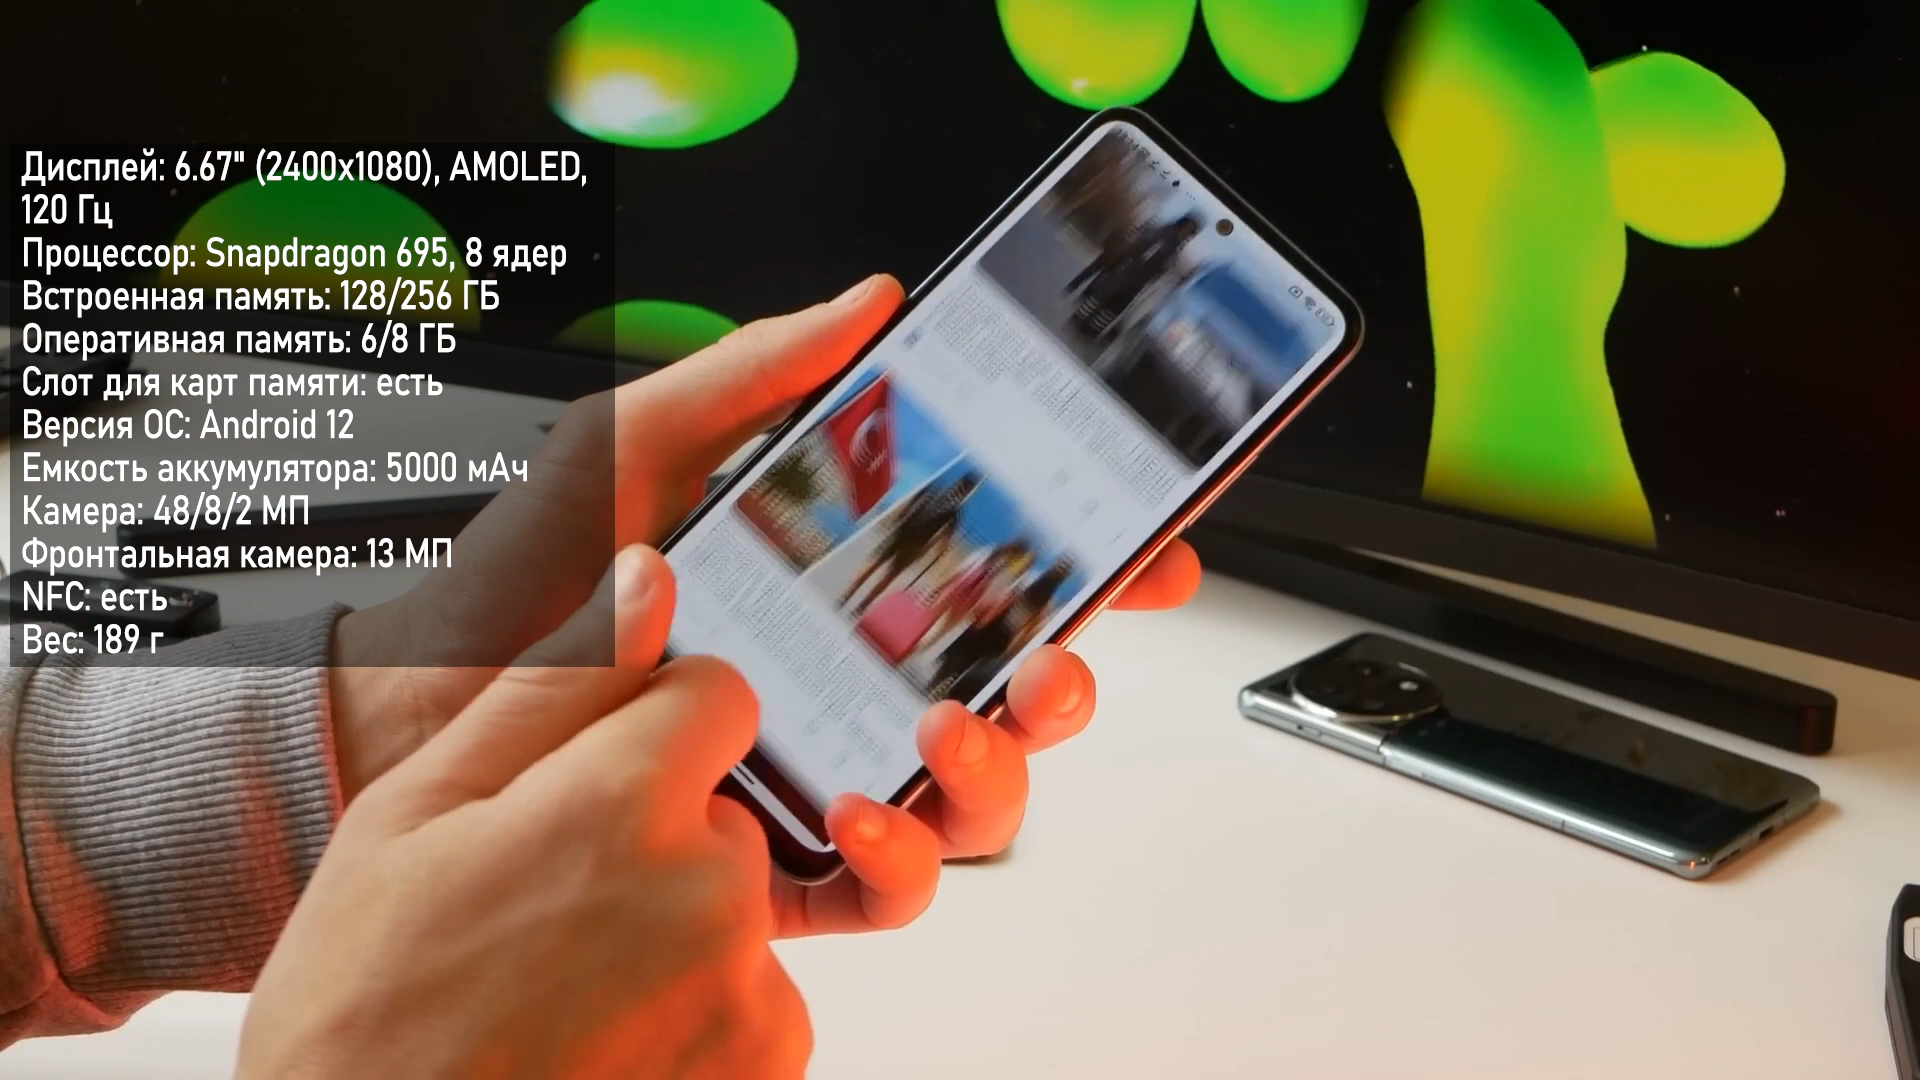 Дисплей: 6.67" (2400x1080), AMOLED,
120 Гц
Процессор: Snapdragon 695, 8 ядер
Встроенная память: 128/256 ГБ
Оперативная память: 6/8 ГБ
Слот для карт памяти: есть
Версия ОС: Android 12
Емкость аккумулятора: 5000 мАч
Камера: 48/8/2 МП
Фронтальная камера: 13 МП
NFC: есть
Вес: 189 г